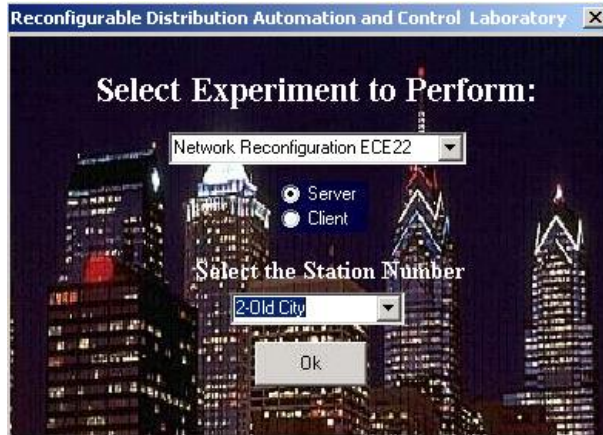 Reconfigurable Distribution Automation and Control Laboratory
Select Experiment to Perform:
Network Reconfiguration ECE22
Server
Client
Select the Station Number
2-Old City
Ok